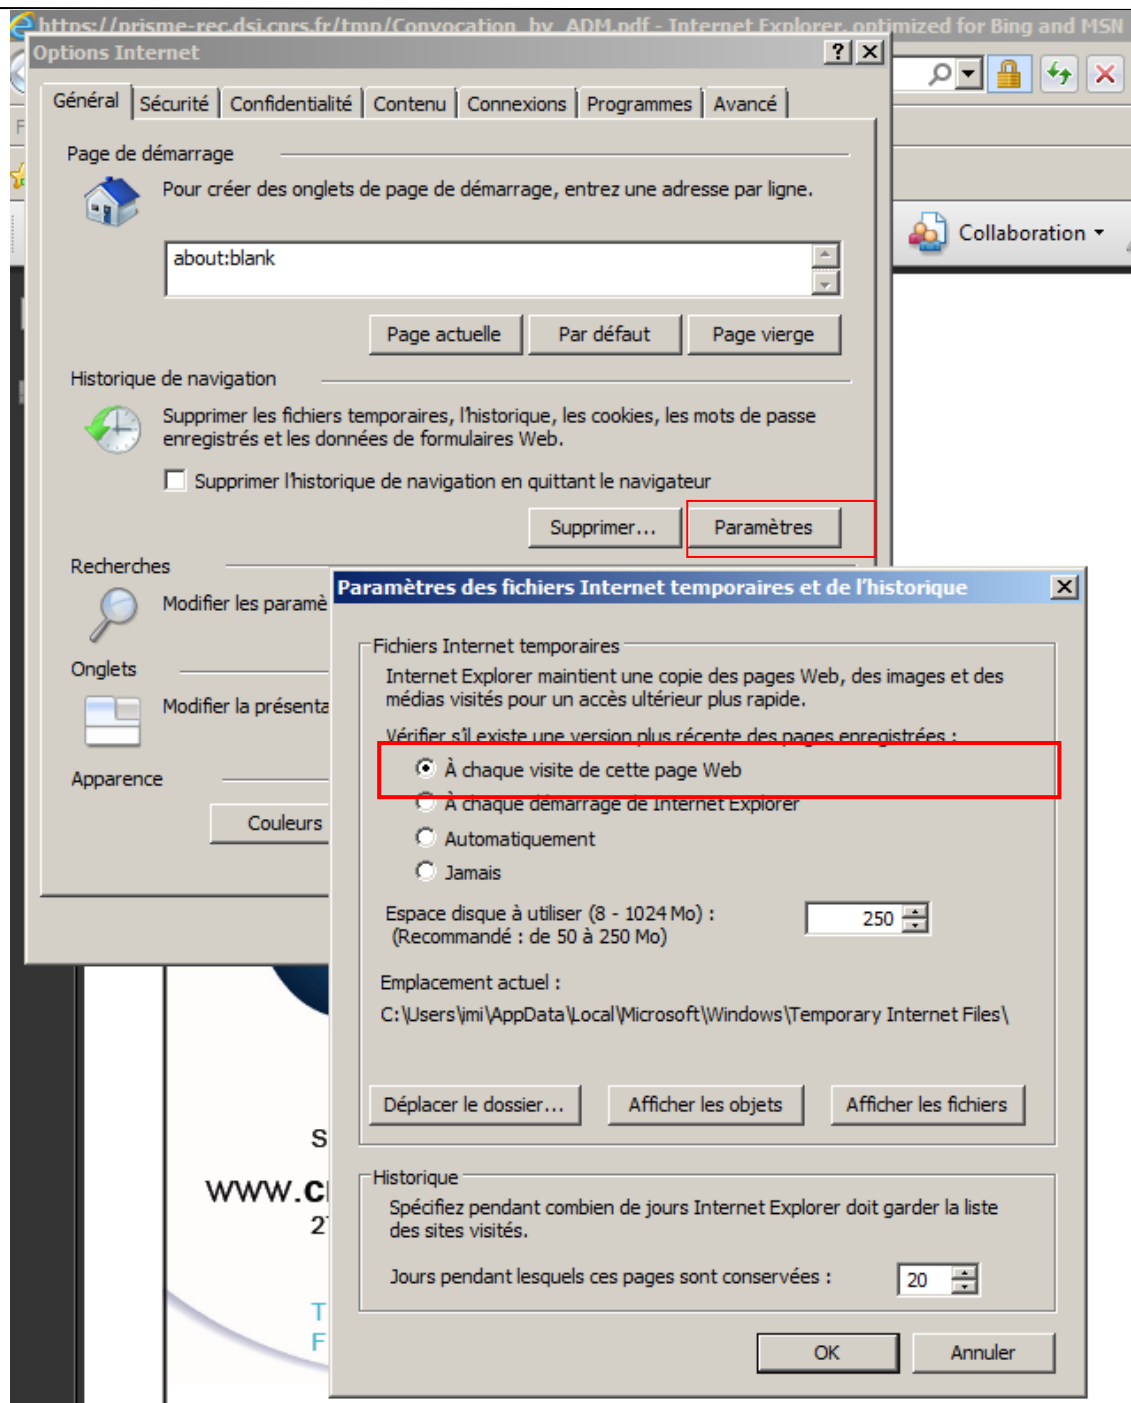 https://prisme-rec.dsi.cnrs.fr/tmp/Convocation_by_ADM.pdf - Internet Explorer, optimized for Bing and MSN
Options Internet
Général Sécurité Confidentialité Contenu Connexions Programmes Avancé
Page de démarrage
Pour créer des onglets de page de démarrage, entrez une adresse par ligne.
Collaboration
about:blank
Page actuelle Par défaut Page vierge
Historique de navigation
Supprimer les fichiers temporaires, l'historique, les cookies, les mots de passe
enregistrés et les données de formulaires Web.
Supprimer l'historique de navigation en quittant le navigateur
Supprimer... Paramètres
Recherches
Modifier les paramè
Onglets
Modifier la présenta
Apparence
Couleurs
Paramètres des fichiers Internet temporaires et de l'historique
Fichiers Internet temporaires
Internet Explorer maintient une copie des pages Web, des images et des
médias visités pour un accès ultérieur plus rapide.
Vérifier s'il existe une version plus récente des pages enregistrées :
À chaque visite de cette page Web
À chaque démarrage de Internet Explorer
Automatiquement
Jamais
Espace disque à utiliser (8 - 1024 Mo) : 250
(Recommandé : de 50 à 250 Mo)
Emplacement actuel :
C:\Users\imi\AppData\Local\Microsoft\Windows\Temporary Internet Files\
Déplacer le dossier... Afficher les objets Afficher les fichiers
Historique
Spécifiez pendant combien de jours Internet Explorer doit garder la liste
des sites visités.
Jours pendant lesquels ces pages sont conservées : 20
OK Annuler
S
www.c
2
T
F